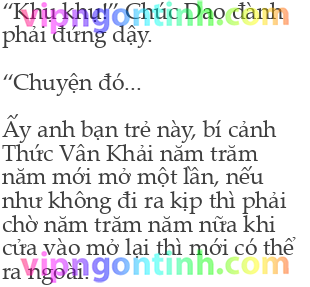 “Khụ khụ!” Chúc Dao đành
phải đứng dậy.
“Chuyện đó...
Ấy anh bạn trẻ này, bí cảnh
Thức Vân Khải năm trăm
năm mới mở một lần, nếu
như không đi ra kịp thì phải
chờ năm trăm năm nữa khi
cửa vào mở lại thì mới có thể
ra ngoài.
vipngontinh.com
vipngontinh.com